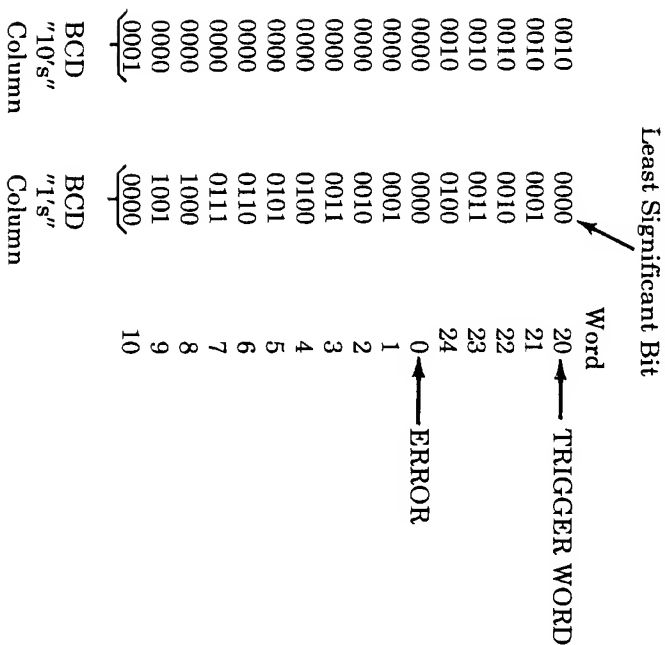 Least Significant Bit
Word
0010 0000 20 TRIGGER WORD
0010 0001 21
0010 0010 22
0010 0011 23
0010 0100 24
0000 0000 0 ERROR
0000 0001 1
0000 0010 2
0000 0011 3
0000 0100 4
0000 0101 5
0000 0110 6
0000 0111 7
0000 1000 8
0000 1001 9
0001 0000 10
BCD BCD
"10's" "1's"
Column Column